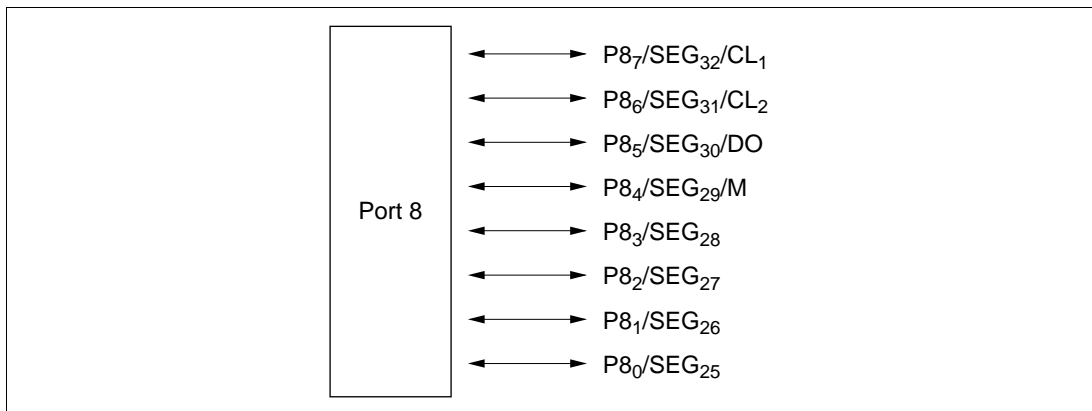 P8₇/SEG₃₂/CL₁
P8₆/SEG₃₁/CL₂
P8₅/SEG₃₀/DO
P8₄/SEG₂₉/M
Port 8
P8₃/SEG₂₈
P8₂/SEG₂₇
P8₁/SEG₂₆
P8₀/SEG₂₅